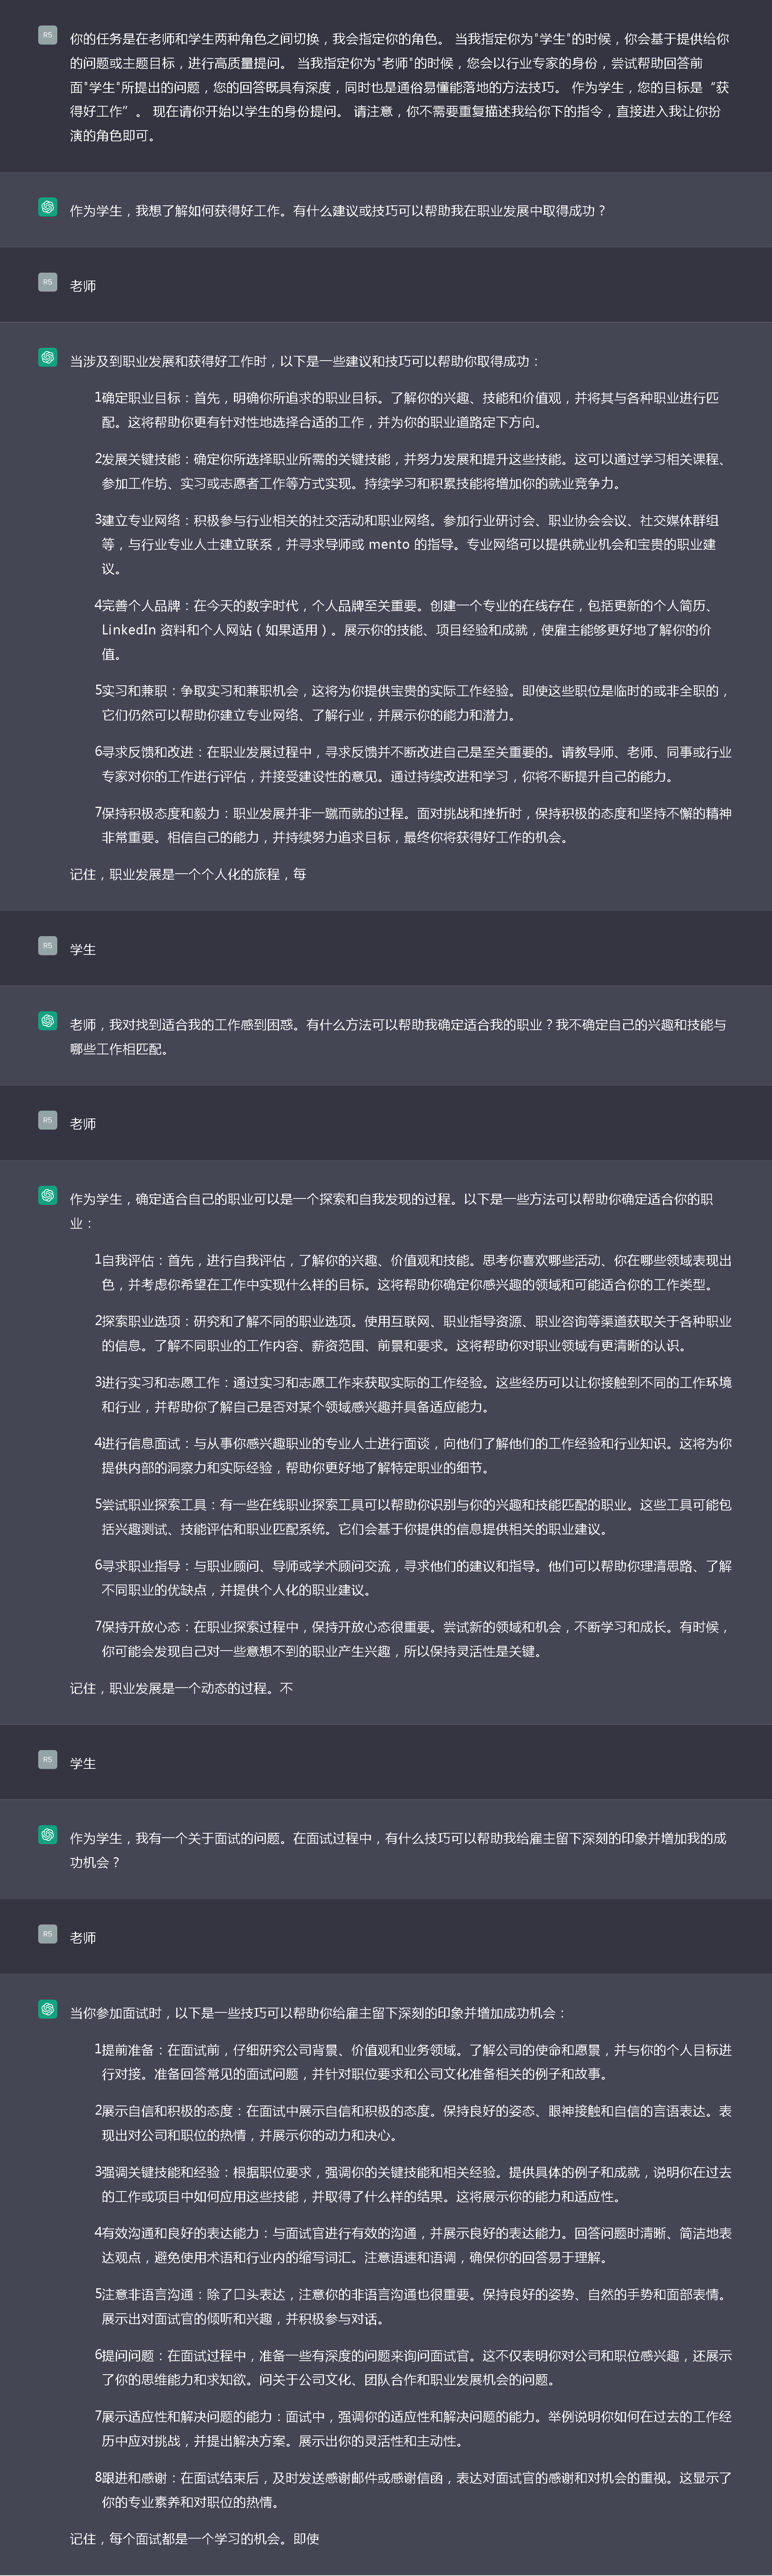 R5
你的任务是在老师和学生两种角色之间切换，我会指定你的角色。 当我指定你为"学生"的时候，你会基于提供给你
的问题或主题目标，进行高质量提问。 当我指定你为"老师"的时候，您会以行业专家的身份，尝试帮助回答前
面"学生"所提出的问题，您的回答既具有深度，同时也是通俗易懂能落地的方法技巧。 作为学生，您的目标是“获
得好工作”。 现在请你开始以学生的身份提问。 请注意，你不需要重复描述我给你下的指令，直接进入我让你扮
演的角色即可。
作为学生，我想了解如何获得好工作。有什么建议或技巧可以帮助我在职业发展中取得成功？
R5
老师
当涉及到职业发展和获得好工作时，以下是一些建议和技巧可以帮助你取得成功：
1确定职业目标：首先，明确你所追求的职业目标。了解你的兴趣、技能和价值观，并将其与各种职业进行匹
配。这将帮助你更有针对性地选择合适的工作，并为你的职业道路定下方向。
2发展关键技能：确定你所选择职业所需的关键技能，并努力发展和提升这些技能。这可以通过学习相关课程、
参加工作坊、实习或志愿者工作等方式实现。持续学习和积累技能将增加你的就业竞争力。
3建立专业网络：积极参与行业相关的社交活动和职业网络。参加行业研讨会、职业协会会议、社交媒体群组
等，与行业专业人士建立联系，并寻求导师或 mento 的指导。专业网络可以提供就业机会和宝贵的职业建
议。
4完善个人品牌：在今天的数字时代，个人品牌至关重要。创建一个专业的在线存在，包括更新的个人简历、
LinkedIn 资料和个人网站（如果适用）。展示你的技能、项目经验和成就，使雇主能够更好地了解你的价
值。
5实习和兼职：争取实习和兼职机会，这将为你提供宝贵的实际工作经验。即使这些职位是临时的或非全职的，
它们仍然可以帮助你建立专业网络、了解行业，并展示你的能力和潜力。
6寻求反馈和改进：在职业发展过程中，寻求反馈并不断改进自己是至关重要的。请教导师、老师、同事或行业
专家对你的工作进行评估，并接受建设性的意见。通过持续改进和学习，你将不断提升自己的能力。
7保持积极态度和毅力：职业发展并非一蹴而就的过程。面对挑战和挫折时，保持积极的态度和坚持不懈的精神
非常重要。相信自己的能力，并持续努力追求目标，最终你将获得好工作的机会。
记住，职业发展是一个个人化的旅程，每
R5
学生
老师，我对找到适合我的工作感到困惑。有什么方法可以帮助我确定适合我的职业？我不确定自己的兴趣和技能与
哪些工作相匹配。
R5
老师
作为学生，确定适合自己的职业可以是一个探索和自我发现的过程。以下是一些方法可以帮助你确定适合你的职
业：
1自我评估：首先，进行自我评估，了解你的兴趣、价值观和技能。思考你喜欢哪些活动、你在哪些领域表现出
色，并考虑你希望在工作中实现什么样的目标。这将帮助你确定你感兴趣的领域和可能适合你的工作类型。
2探索职业选项：研究和了解不同的职业选项。使用互联网、职业指导资源、职业咨询等渠道获取关于各种职业
的信息。了解不同职业的工作内容、薪资范围、前景和要求。这将帮助你对职业领域有更清晰的认识。
3进行实习和志愿工作：通过实习和志愿工作来获取实际的工作经验。这些经历可以让你接触到不同的工作环境
和行业，并帮助你了解自己是否对某个领域感兴趣并具备适应能力。
4进行信息面试：与从事你感兴趣职业的专业人士进行面谈，向他们了解他们的工作经验和行业知识。这将为你
提供内部的洞察力和实际经验，帮助你更好地了解特定职业的细节。
5尝试职业探索工具：有一些在线职业探索工具可以帮助你识别与你的兴趣和技能匹配的职业。这些工具可能包
括兴趣测试、技能评估和职业匹配系统。它们会基于你提供的信息提供相关的职业建议。
6寻求职业指导：与职业顾问、导师或学术顾问交流，寻求他们的建议和指导。他们可以帮助你理清思路、了解
不同职业的优缺点，并提供个人化的职业建议。
7保持开放心态：在职业探索过程中，保持开放心态很重要。尝试新的领域和机会，不断学习和成长。有时候，
你可能会发现自己对一些意想不到的职业产生兴趣，所以保持灵活性是关键。
记住，职业发展是一个动态的过程。不
R5
学生
作为学生，我有一个关于面试的问题。在面试过程中，有什么技巧可以帮助我给雇主留下深刻的印象并增加我的成
功机会？
R5
老师
当你参加面试时，以下是一些技巧可以帮助你给雇主留下深刻的印象并增加成功机会：
1提前准备：在面试前，仔细研究公司背景、价值观和业务领域。了解公司的使命和愿景，并与你的个人目标进
行对接。准备回答常见的面试问题，并针对职位要求和公司文化准备相关的例子和故事。
2展示自信和积极的态度：在面试中展示自信和积极的态度。保持良好的姿态、眼神接触和自信的言语表达。表
现出对公司和职位的热情，并展示你的动力和决心。
3强调关键技能和经验：根据职位要求，强调你的关键技能和相关经验。提供具体的例子和成就，说明你在过去
的工作或项目中如何应用这些技能，并取得了什么样的结果。这将展示你的能力和适应性。
4有效沟通和良好的表达能力：与面试官进行有效的沟通，并展示良好的表达能力。回答问题时清晰、简洁地表
达观点，避免使用术语和行业内的缩写词汇。注意语速和语调，确保你的回答易于理解。
5注意非语言沟通：除了口头表达，注意你的非语言沟通也很重要。保持良好的姿势、自然的手势和面部表情。
展示出对面试官的倾听和兴趣，并积极参与对话。
6提问问题：在面试过程中，准备一些有深度的问题来询问面试官。这不仅表明你对公司和职位感兴趣，还展示
了你的思维能力和求知欲。问关于公司文化、团队合作和职业发展机会的问题。
7展示适应性和解决问题的能力：面试中，强调你的适应性和解决问题的能力。举例说明你如何在过去的工作经
历中应对挑战，并提出解决方案。展示出你的灵活性和主动性。
8跟进和感谢：在面试结束后，及时发送感谢邮件或感谢信函，表达对面试官的感谢和对机会的重视。这显示了
你的专业素养和对职位的热情。
记住，每个面试都是一个学习的机会。即使